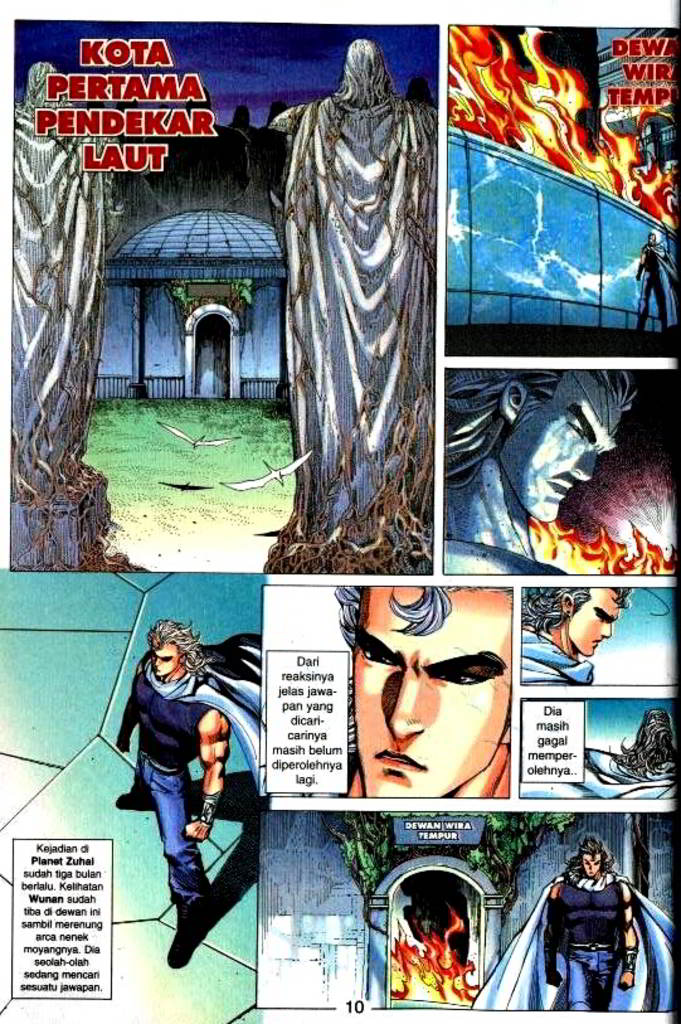 KOTA
PERTAMA
PENDEKAR
LAUT
DEWA
WIRA
TEMPU
Dari
reaksinya
jelas jawa-
pan yang
dicari-
carinya
masih belum
diperolehnya
lagi.
Dia
masih
gagal
memper-
olehnya..
Kejadian di
Planet Zuhal
sudah tiga bulan
berlalu. Kelihatan
Wunan sudah
tiba di dewan ini
sambil merenung
arca nenek
moyangnya. Dia
seolah-olah
sedang mencari
sesuatu jawapan.
DEWAN WIRA
TEMPUR
10